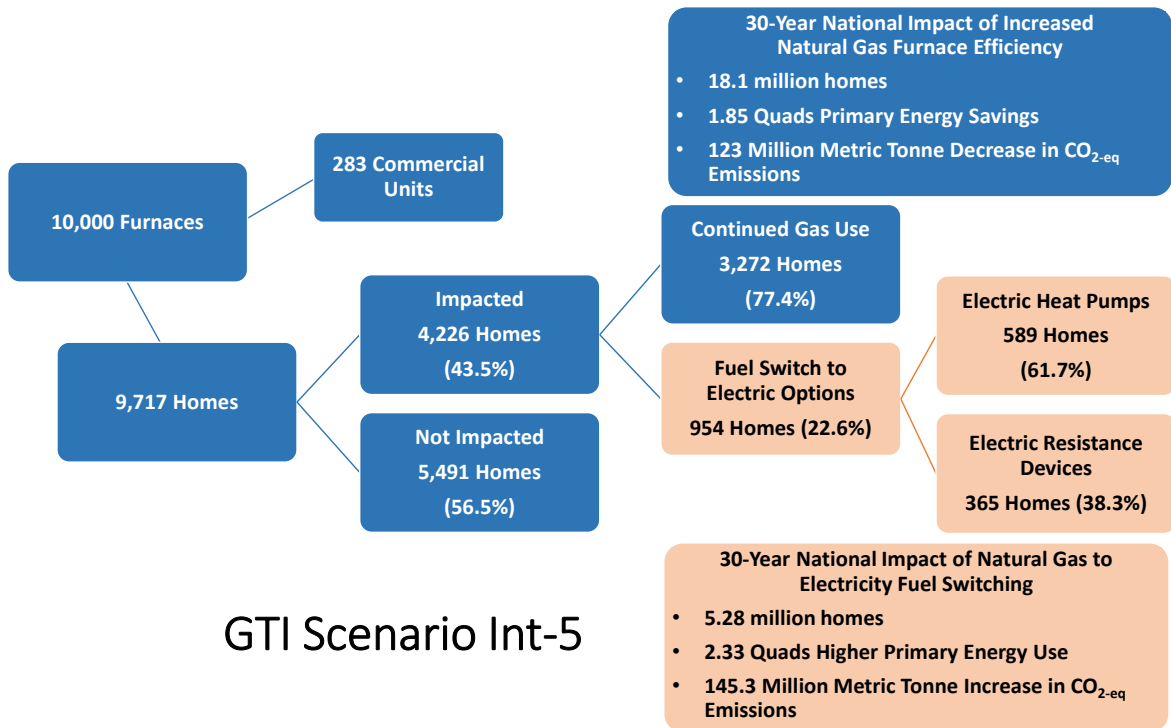 30-Year National Impact of Increased
Natural Gas Furnace Efficiency
• 18.1 million homes
• 1.85 Quads Primary Energy Savings
• 123 Million Metric Tonne Decrease in CO2-eq
Emissions
283 Commercial
Units
10,000 Furnaces
Continued Gas Use
3,272 Homes
(77.4%)
Impacted
4,226 Homes
(43.5%)
Electric Heat Pumps
589 Homes
(61.7%)
9,717 Homes
Fuel Switch to
Electric Options
954 Homes (22.6%)
Not Impacted
5,491 Homes
(56.5%)
Electric Resistance
Devices
365 Homes (38.3%)
30-Year National Impact of Natural Gas to
Electricity Fuel Switching
• 5.28 million homes
• 2.33 Quads Higher Primary Energy Use
• 145.3 Million Metric Tonne Increase in CO2-eq
Emissions
GTI Scenario Int-5